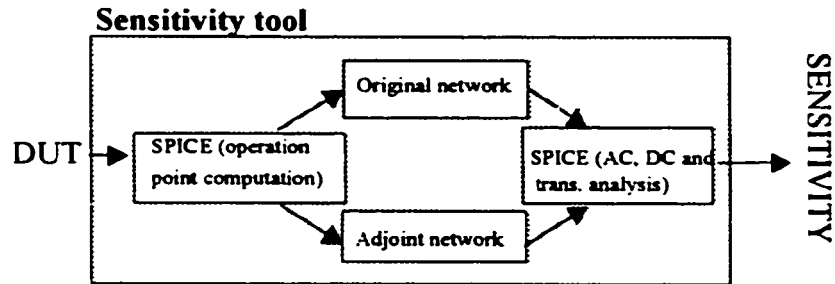 Sensitivity tool
Original network
DUT
SPICE (operation
point computation)
SPICE (AC, DC and
trans. analysis)
Adjoint network
SENSITIVITY